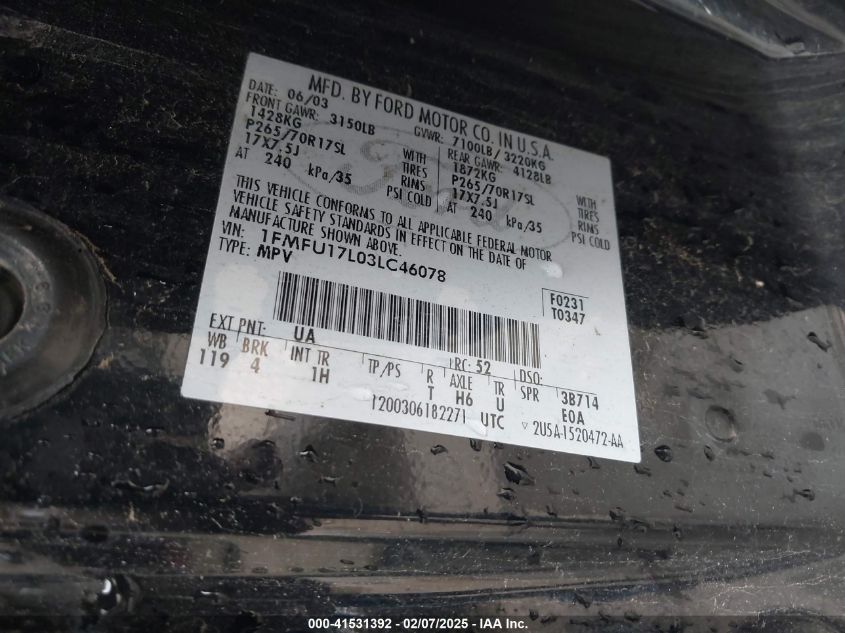 MFD. BY FORD MOTOR CO. IN U.S.A.
DATE: 06/03 GVWR: 7100LB/ 3220KG
FRONT GAWR: 3150LB REAR GAWR: 4128LB
1428KG WITH 1872KG WITH
P265/70R17SL TIRES P265/70R17SL TIRES
17X7.5J RIMS 17X7.5J RIMS
AT 240 kPa/35 PSI COLD AT 240 kPa/35 PSI COLD
THIS VEHICLE CONFORMS TO ALL APPLICABLE FEDERAL MOTOR
VEHICLE SAFETY STANDARDS IN EFFECT ON THE DATE OF
MANUFACTURE SHOWN ABOVE.
VIN: 1FMFU17L03LC46078
TYPE: MPV
F0231
T0347
EXT PNT: UA RC: 52 DSO:
WB BRK INT TR TP/PS R AXLE TR SPR 3B714
119 4 1H T H6 U E0A
1200306182271 UTC ▽ 2U5A-1520472-AA
Ford
000-41531392 - 02/07/2025 - IAA Inc.